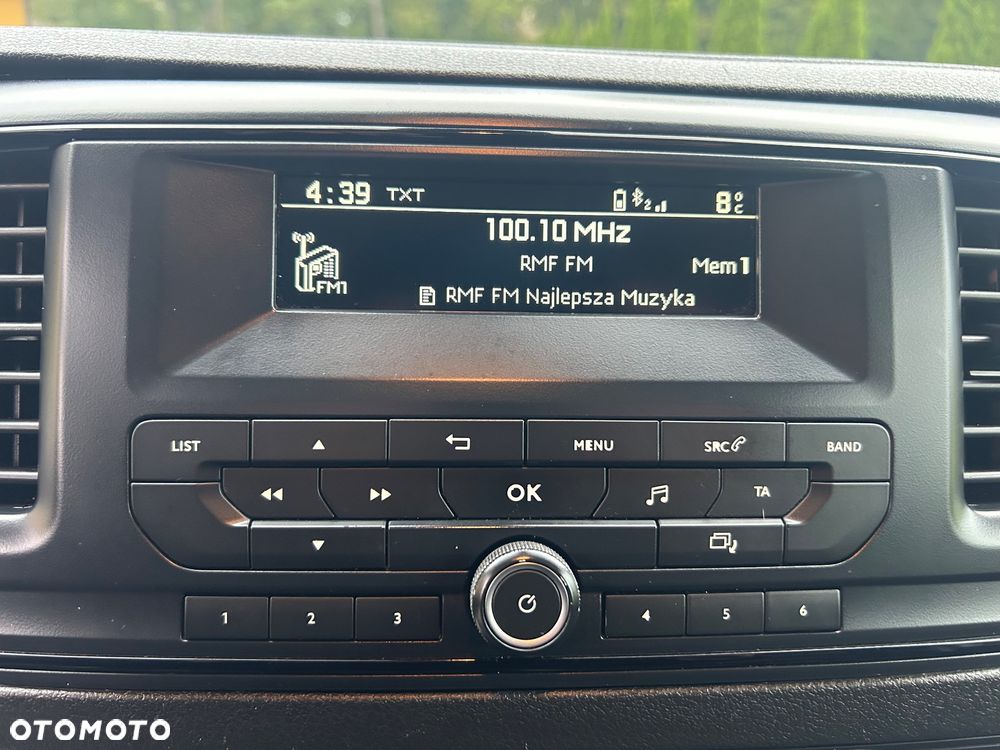 4:39 TXT 2 8°C
100.10 MHz
RMF FM Mem 1
FM1
RMF FM Najlepsza Muzyka
LIST MENU SRC BAND
OK TA
1 2 3 4 5 6
OTOMOTO